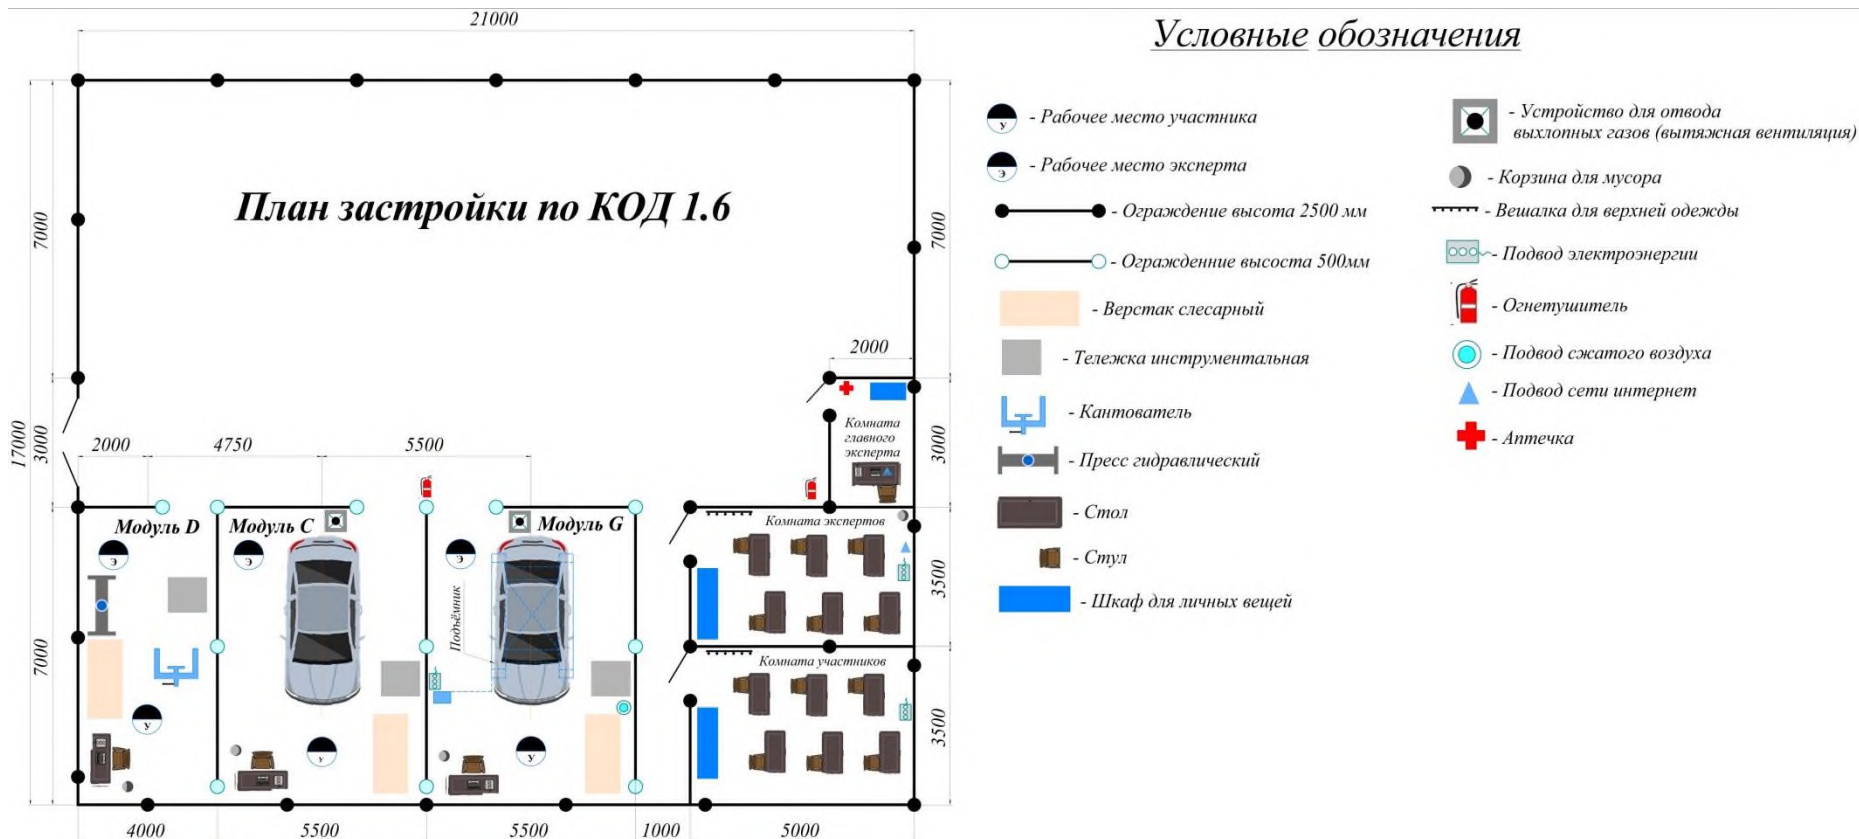 21000
Условные обозначения
План застройки по КОД 1.6
7000
7000
17000
3000
7000
2000
4750
5500
2000
3000
3500
3500
Комната
главного
эксперта
Модуль D
Модуль C
Модуль G
Комната экспертов
Комната участников
Подъёмник
Э
Э
Э
У
У
У
4000
5500
5500
1000
5000
У
- Рабочее место участника
Э
- Рабочее место эксперта
- Ограждение высота 2500 мм
- Огражденние высоста 500мм
- Верстак слесарный
- Тележка инструментальная
- Кантователь
- Пресс гидравлический
- Стол
- Стул
- Шкаф для личных вещей
- Устройство для отвода
выхлопных газов (вытяжная вентиляция)
- Корзина для мусора
- Вешалка для верхней одежды
- Подвод электроэнергии
- Огнетушитель
- Подвод сжатого воздуха
- Подвод сети интернет
- Аптечка